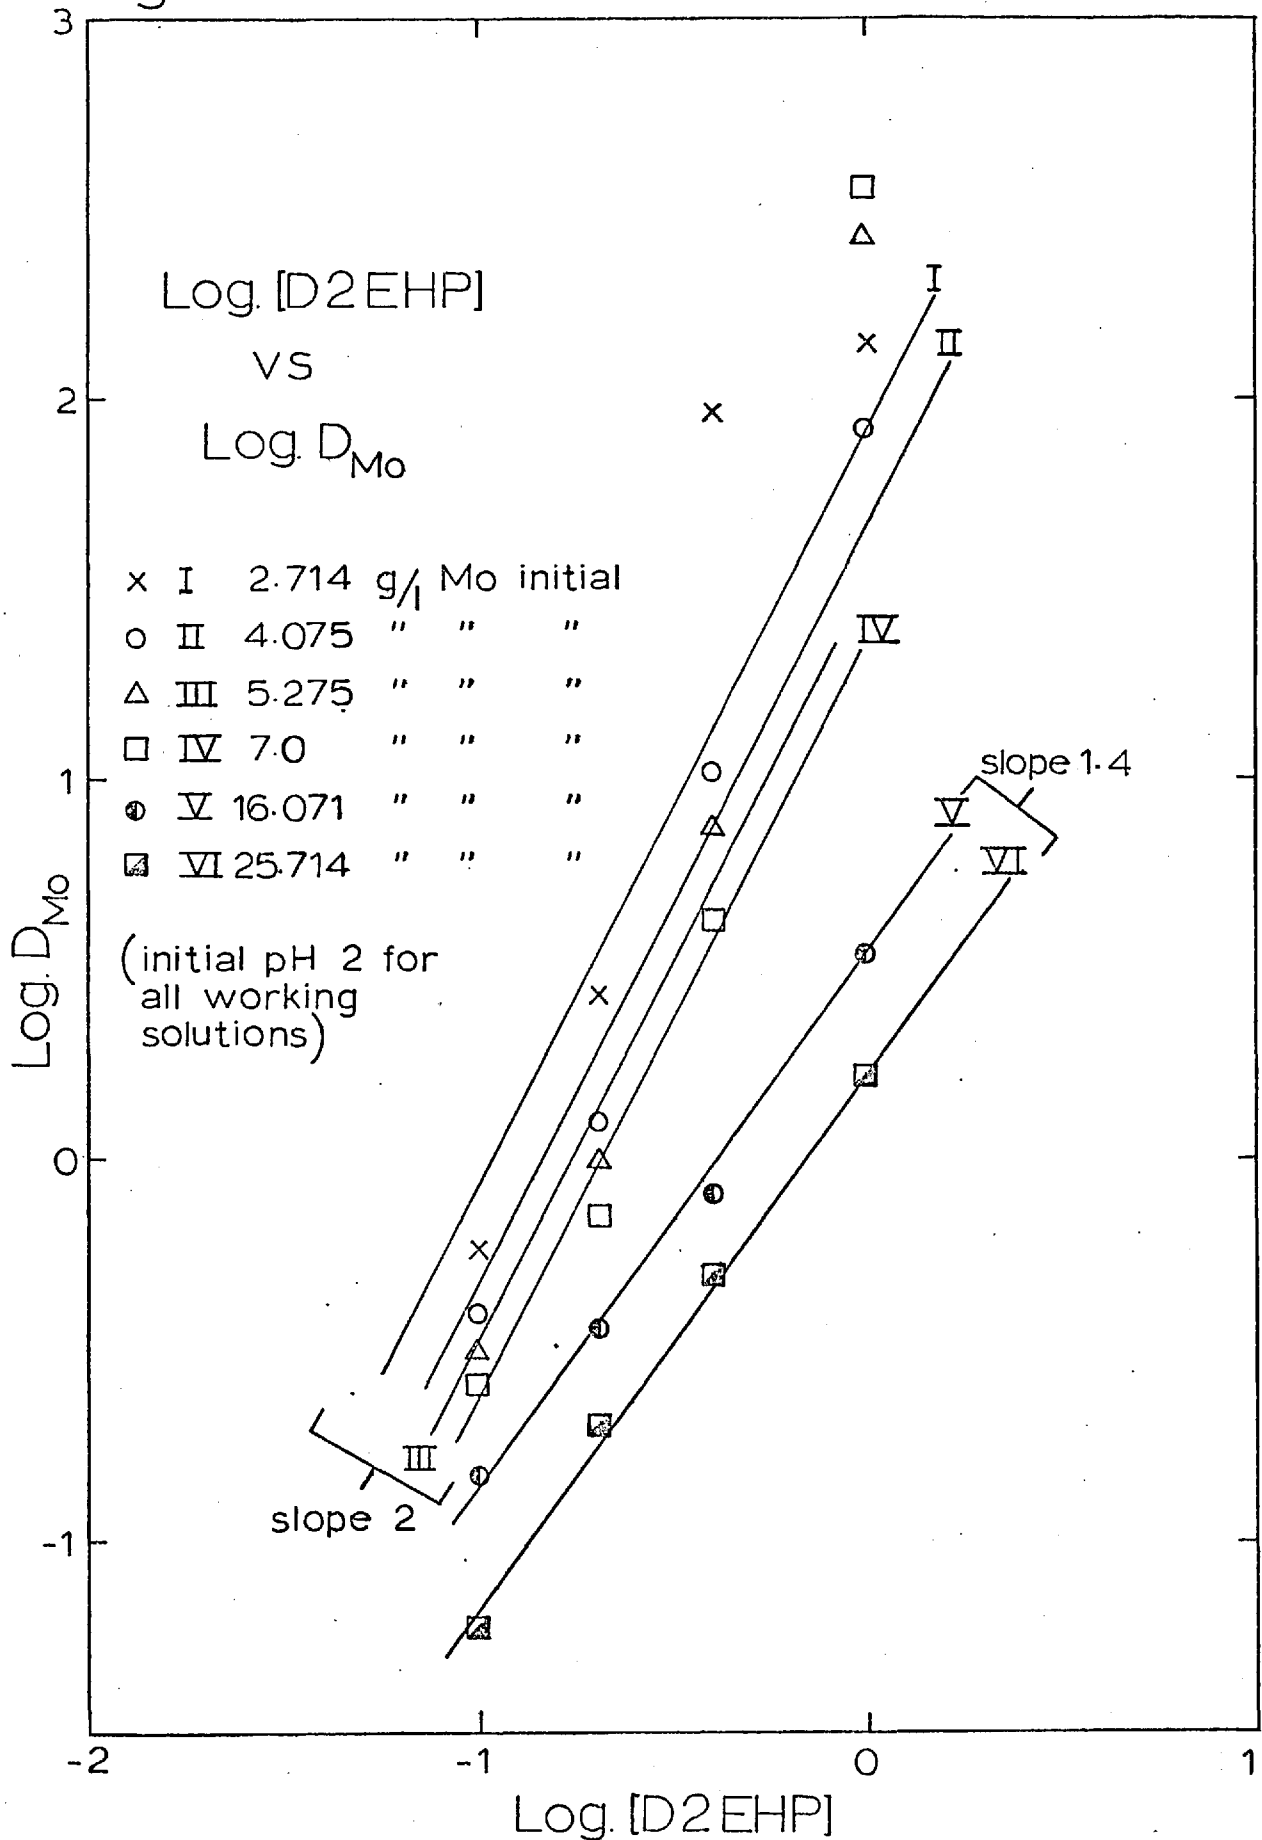 3
Log. [D2EHP]
VS
Log. D Mo
× I 2.714 g/l Mo initial
○ II 4.075 " " "
△ III 5.275 " " "
□ IV 7.0 " " "
◐ V 16.071 " " "
▨ VI 25.714 " " "
(initial pH 2 for
all working
solutions)
I
II
IV
slope 1.4
V
VI
III
slope 2
2
1
0
-1
Log. D Mo
-2
-1
0
1
Log. [D2EHP]